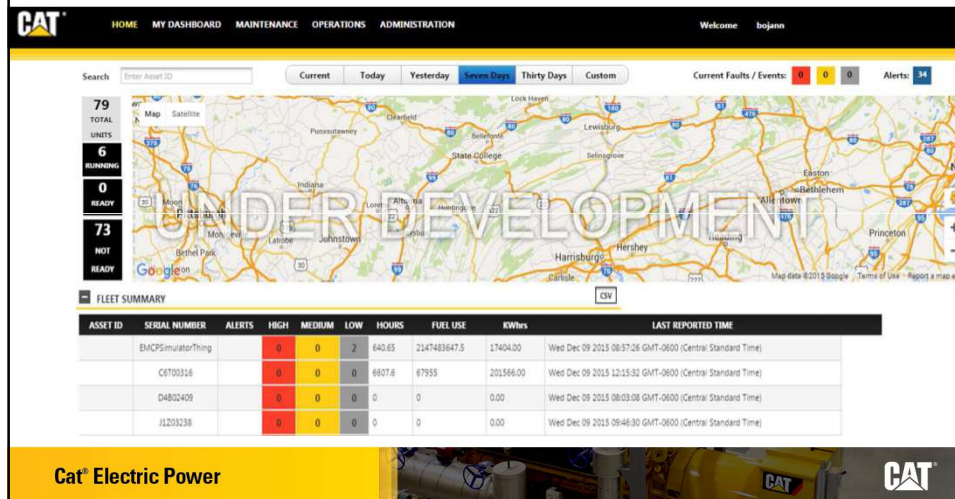 CAT
HOME MY DASHBOARD MAINTENANCE OPERATIONS ADMINISTRATION Welcome bojann
Search Enter Asset ID Current Today Yesterday Seven Days Thirty Days Custom Current Faults / Events: 0 0 0 Alerts: 34
79
TOTAL
UNITS
6
RUNNING
0
READY
73
NOT
READY
Map Satellite
Lock Haven
Clearfield
Punxsutawney
Bellefonte
Lewisburg
State College
Selinsgrove
Easton
Indiana
Bethlehem
Allentown
Altoona
Moon
UNDER DEVELOPMENT
Latrobe Johnstown
Princeton
Bethel Park
Hershey
Harrisburg
Carlisle
Google
Map data ©2015 Google Terms of Use Report a map e
FLEET SUMMARY CSV
ASSET ID SERIAL NUMBER ALERTS HIGH MEDIUM LOW HOURS FUEL USE KWhrs LAST REPORTED TIME
EMCPSimulatorThing 0 0 2 640.65 2147483647.5 17404.00 Wed Dec 09 2015 08:57:26 GMT-0600 (Central Standard Time)
C6T00316 0 0 0 6607.6 67955 201566.00 Wed Dec 09 2015 12:15:32 GMT-0600 (Central Standard Time)
D4B02409 0 0 0 0 0 0.00 Wed Dec 09 2015 08:03:08 GMT-0600 (Central Standard Time)
J1Z03238 0 0 0 0 0 0.00 Wed Dec 09 2015 09:46:30 GMT-0600 (Central Standard Time)
Cat® Electric Power CAT CAT